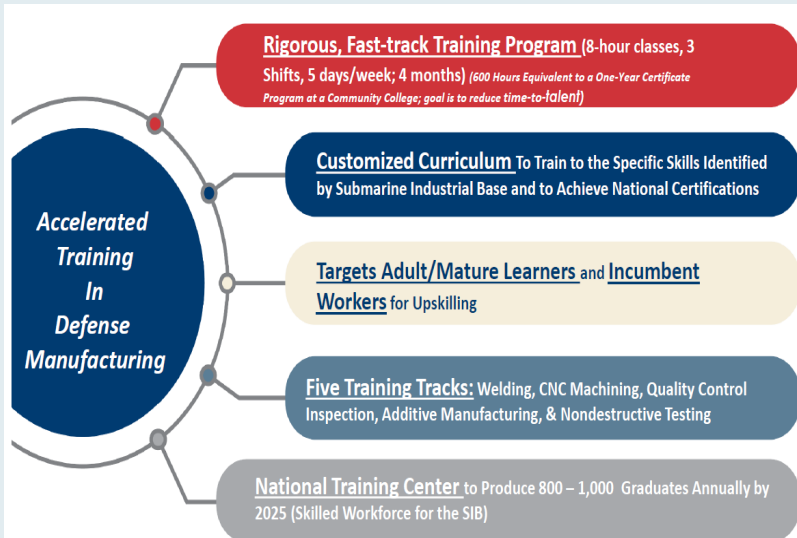 Accelerated
Training
In
Defense
Manufacturing
Rigorous, Fast-track Training Program (8-hour classes, 3
Shifts, 5 days/week; 4 months) (600 Hours Equivalent to a One-Year Certificate
Program at a Community College; goal is to reduce time-to-talent)
Customized Curriculum To Train to the Specific Skills Identified
by Submarine Industrial Base and to Achieve National Certifications
Targets Adult/Mature Learners and Incumbent
Workers for Upskilling
Five Training Tracks: Welding, CNC Machining, Quality Control
Inspection, Additive Manufacturing, & Nondestructive Testing
National Training Center to Produce 800 – 1,000 Graduates Annually by
2025 (Skilled Workforce for the SIB)